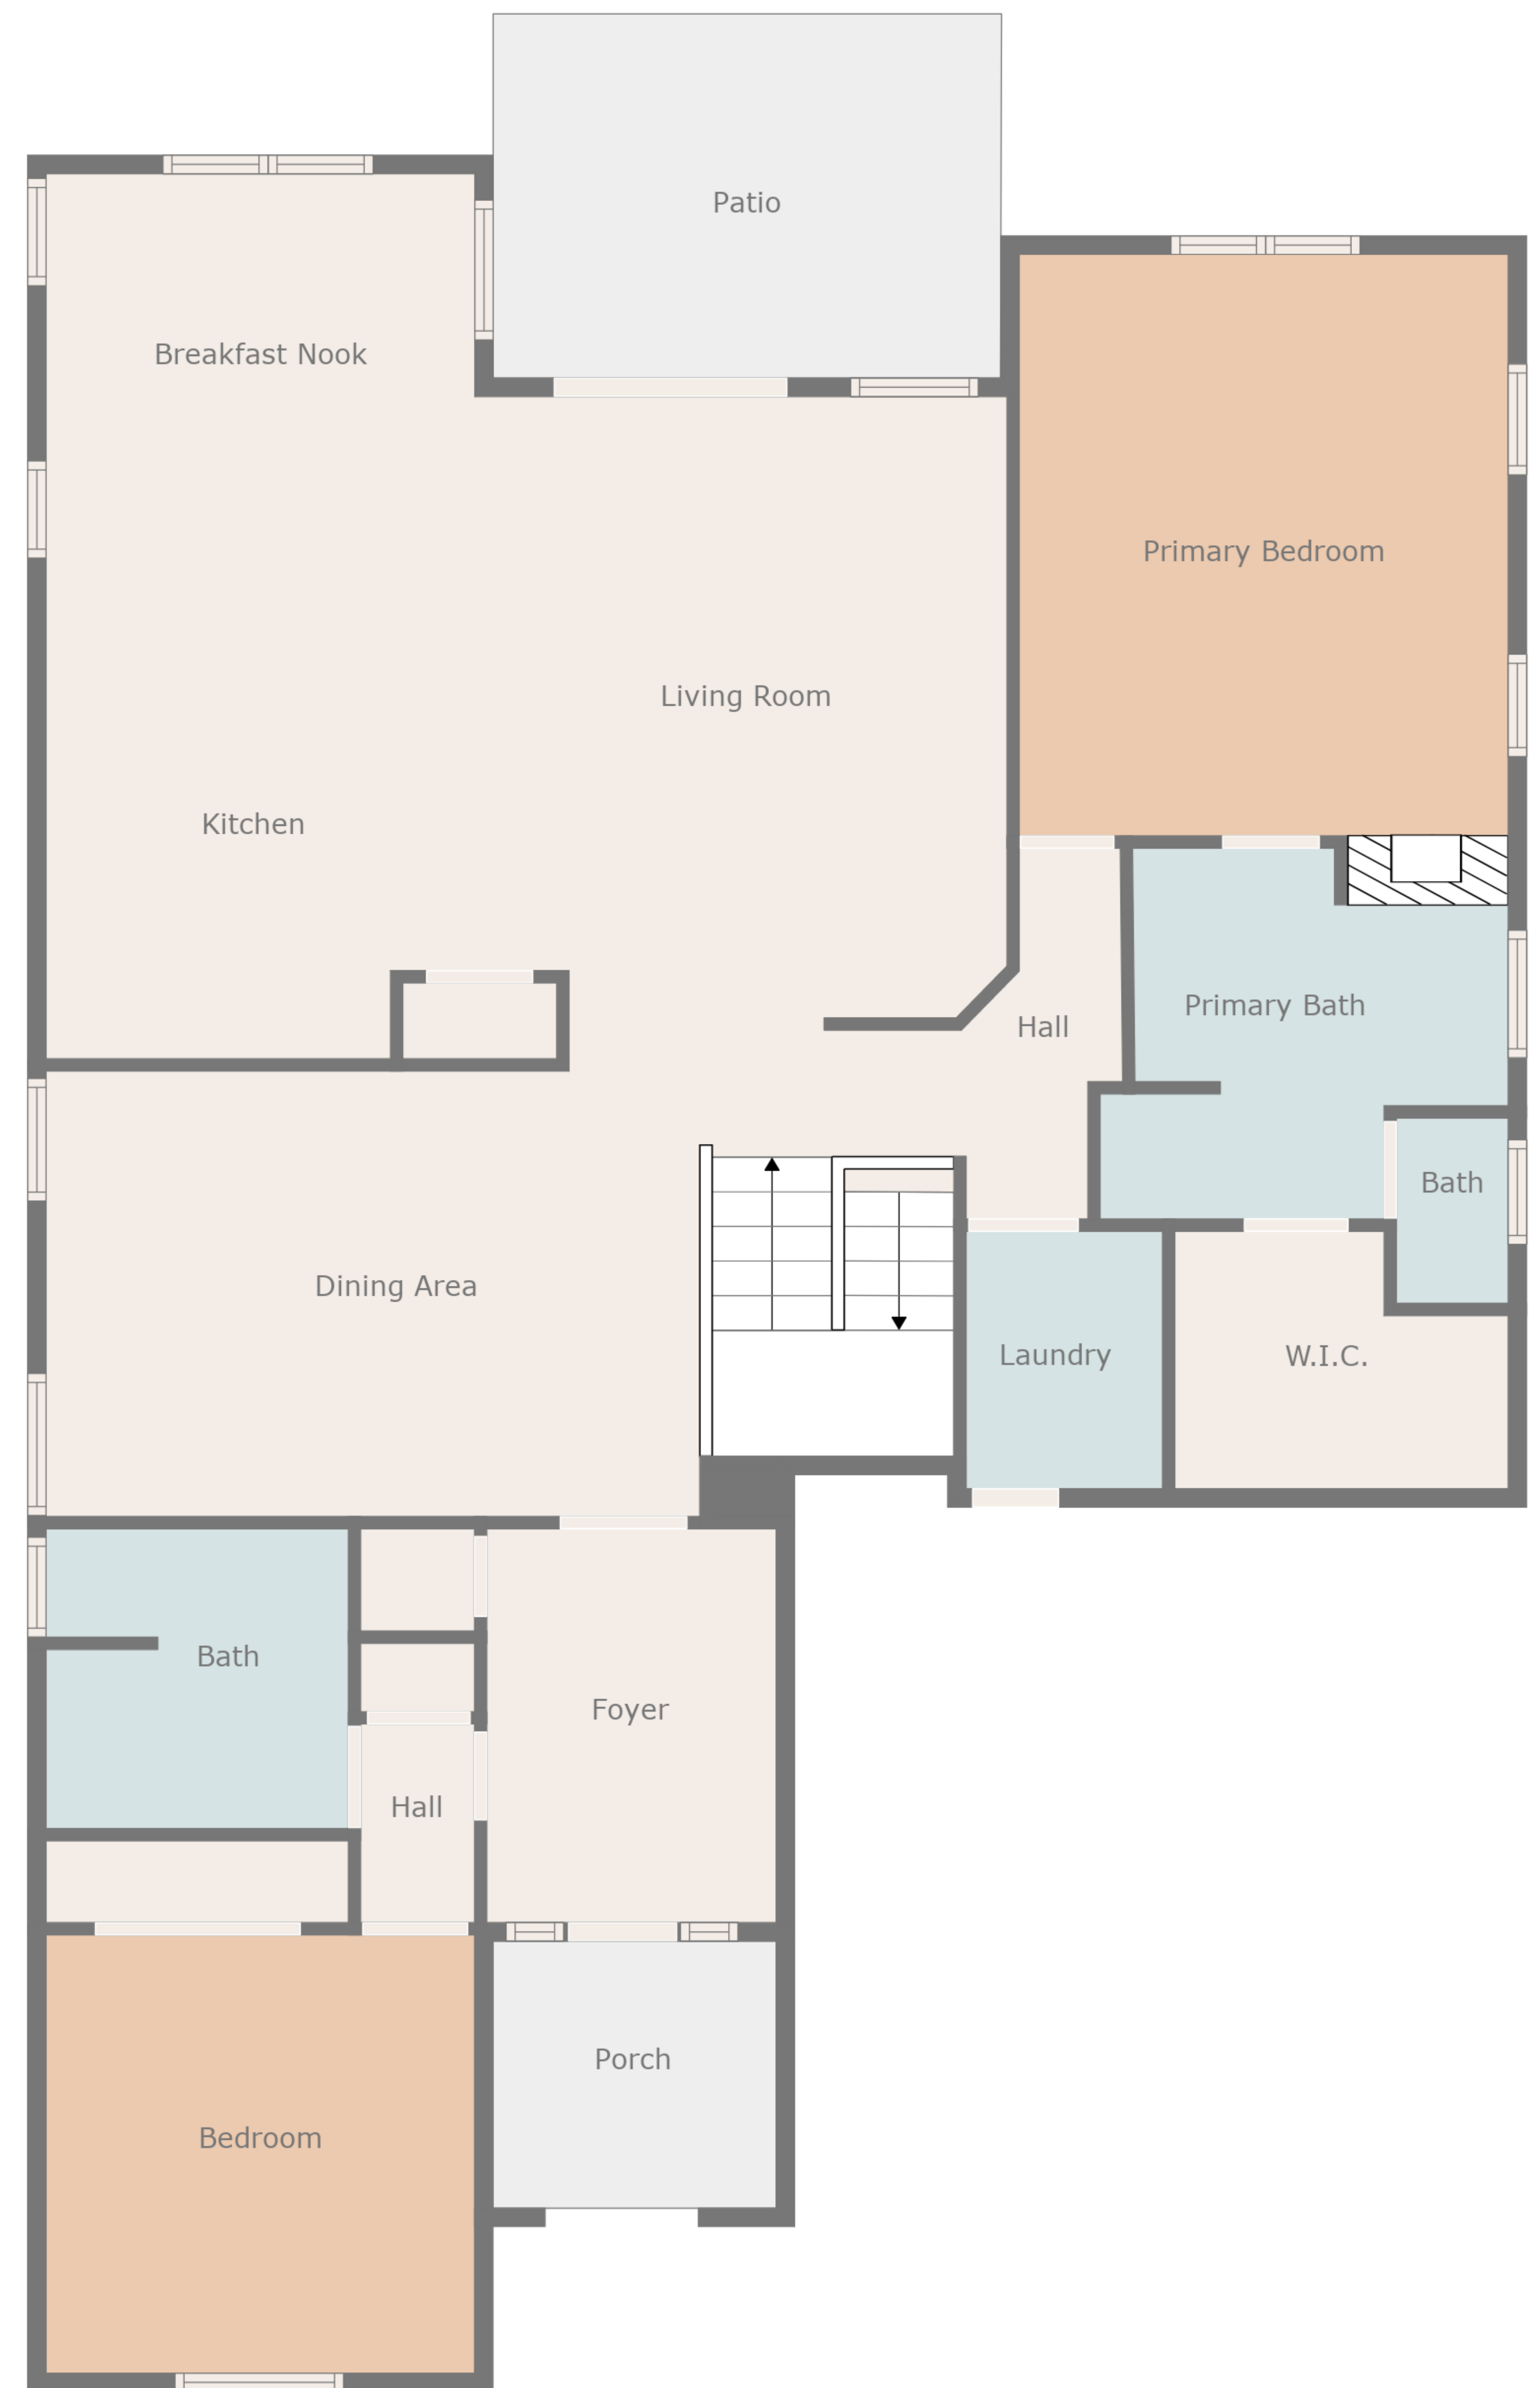 Patio
Breakfast Nook
Primary Bedroom
Living Room
Kitchen
Primary Bath
Hall
Bath
Dining Area
Laundry
W.I.C.
Bath
Foyer
Hall
Porch
Bedroom